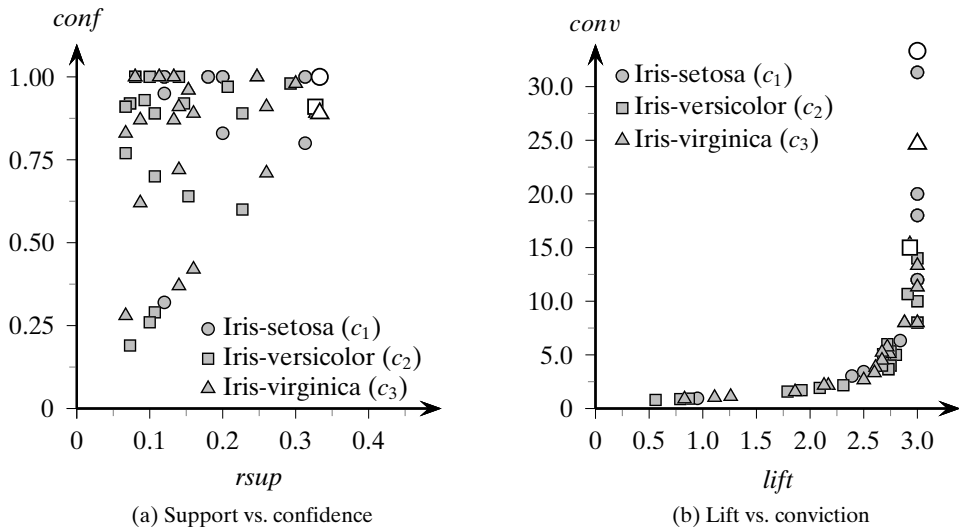 conf
1.00
0.75
0.50
0.25
0
0 0.1 0.2 0.3 0.4
rsup
Iris-setosa (c1)
Iris-versicolor (c2)
Iris-virginica (c3)
(a) Support vs. confidence
conv
30.0
25.0
20.0
15.0
10.0
5.0
0
0 0.5 1.0 1.5 2.0 2.5 3.0
lift
Iris-setosa (c1)
Iris-versicolor (c2)
Iris-virginica (c3)
(b) Lift vs. conviction